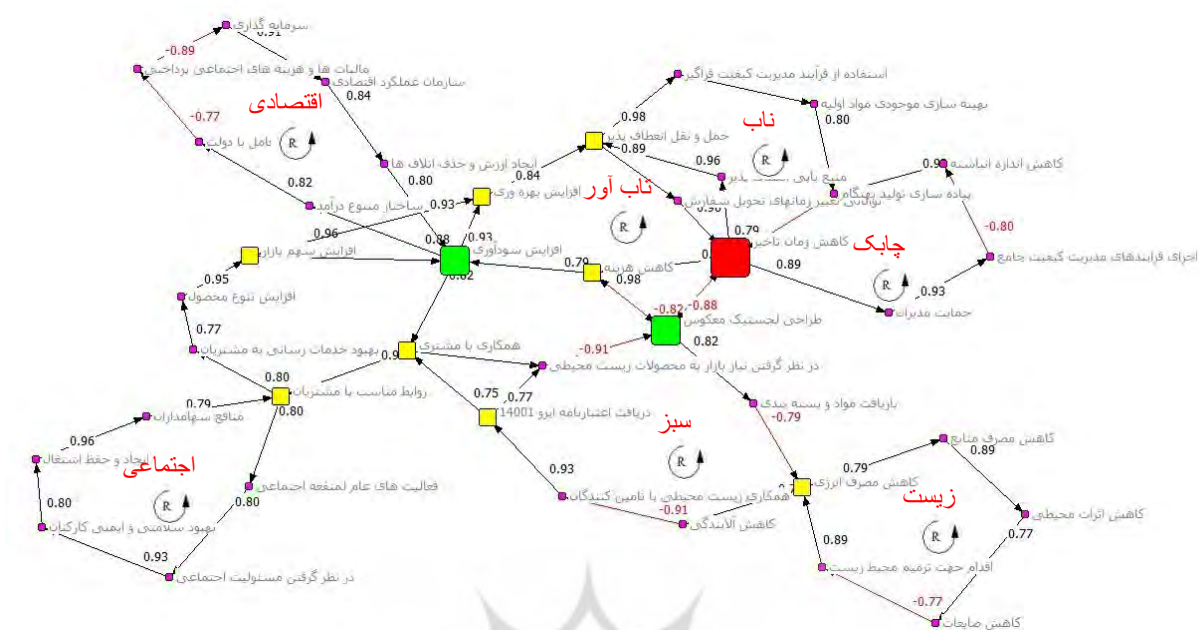 سرمایه گذاری
0.91
-0.89
مالیات ها و هزینه های اجتماعی پرداختی
سازمان عملکرد اقتصادی
0.84
اقتصادی
R
-0.77
تامل با دولت
ایجاد ارزش و حذف اتلاف ها
0.80
0.82
ساختار متنوع درآمد
0.93
افزایش بهره وری
0.84
0.96
0.88
0.93
افزایش سودآوری
افزایش سهم بازار
0.95
افزایش تنوع محصول
0.77
بهبود خدمات رسانی به مشتریان
0.80
روابط مناسب با مشتریان
0.80
0.79
منافع سهامداران
0.96
ایجاد و حفظ اشتغال
اجتماعی
R
فعالیت های عام لمنفعه اجتماعی
0.80
0.80
بهبود سلامتی و ایمنی کارکنان
0.93
در نظر گرفتن مسئولیت اجتماعی
استفاده از فرآیند مدیریت کیفیت فراگیر
0.98
بهینه سازی موجودی مواد اولیه
0.80
ناب
R
حمل و نقل انعطاف پذیر
0.89
0.96
منبع یابی
پذیر
پیاده سازی تولید بهنگام
کاهش اندازه انباشته
تاب آور
R
تغییر زمانهای تحویل سفارش
0.79
کاهش زمان تاخیر
چابک
R
-0.80
اجرای فرآیندهای مدیریت کیفیت جامع
0.89
0.93
حمایت مدیران
0.79
کاهش هزینه
0.98
-0.82
-0.88
طراحی لجستیک معکوس
0.82
-0.91
همکاری با مشتری
در نظر گرفتن نیاز بازار به محصولات زیست محیطی
0.75
0.77
دریافت اعتبارنامه ایزو 14001
بازیافت مواد و بسته بندی
-0.79
سبز
R
0.93
همکاری زیست محیطی با تامین کنندگان
-0.91
کاهش آلایندگی
کاهش مصرف انرژی
0.79
کاهش مصرف منابع
0.89
زیست
R
کاهش اثرات محیطی
0.77
0.89
اقدام جهت ترمیم محیط زیست
-0.77
کاهش ضایعات